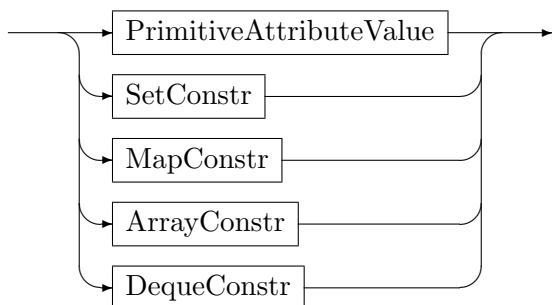 PrimitiveAttributeValue
SetConstr
MapConstr
ArrayConstr
DequeConstr